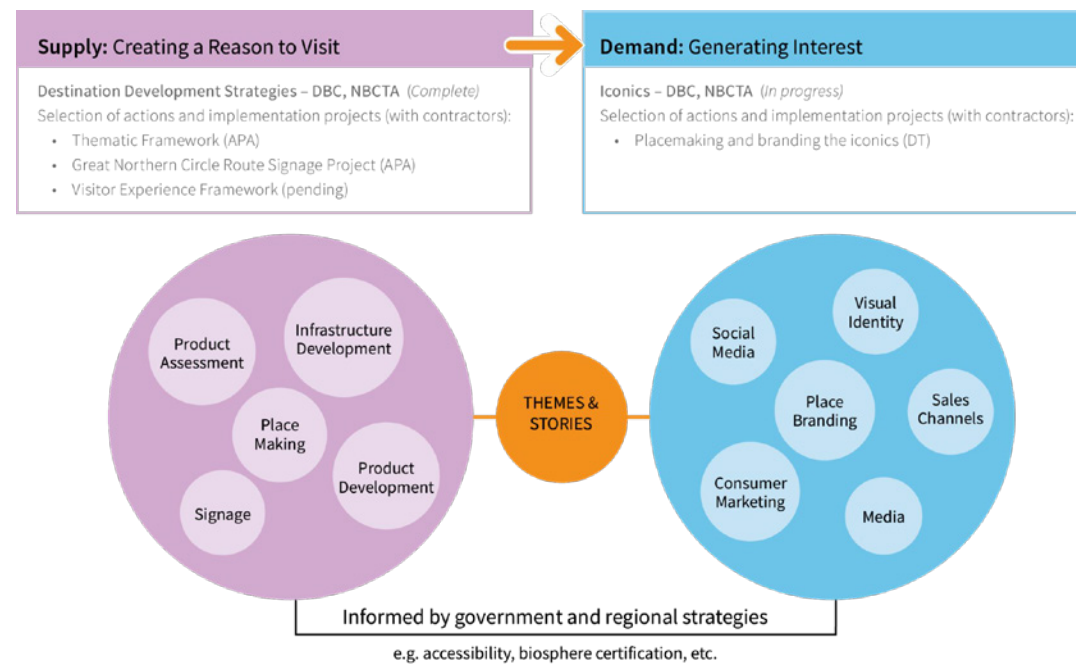 Supply: Creating a Reason to Visit
Destination Development Strategies – DBC, NBCTA (Complete)
Selection of actions and implementation projects (with contractors):
• Thematic Framework (APA)
• Great Northern Circle Route Signage Project (APA)
• Visitor Experience Framework (pending)
Demand: Generating Interest
Iconics – DBC, NBCTA (In progress)
Selection of actions and implementation projects (with contractors):
• Placemaking and branding the iconics (DT)
Product
Assessment
Infrastructure
Development
Place
Making
Product
Development
Signage
THEMES &
STORIES
Social
Media
Visual
Identity
Place
Branding
Sales
Channels
Consumer
Marketing
Media
Informed by government and regional strategies
e.g. accessibility, biosphere certification, etc.